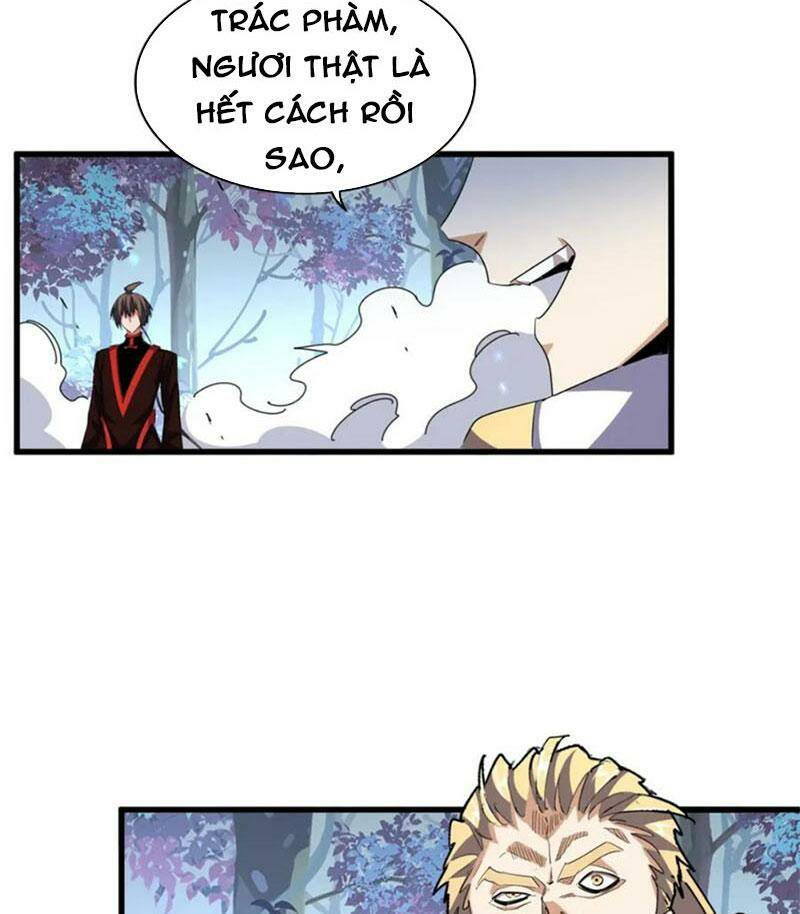 TRÁC PHÀM,
NGƯƠI THẬT LÀ
HẾT CÁCH RỒI
SAO,